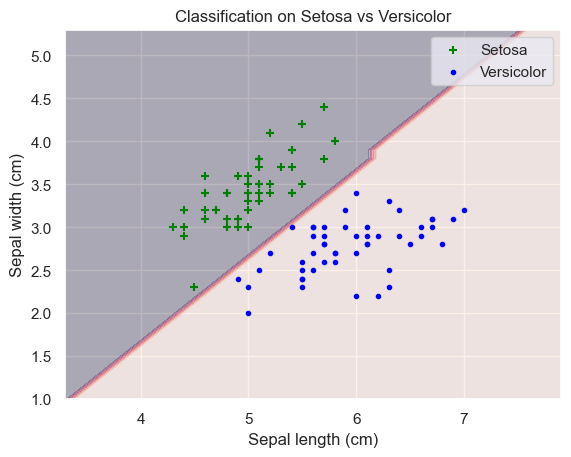 Classification on Setosa vs Versicolor
Setosa
Versicolor
5.0
4.5
4.0
3.5
3.0
2.5
2.0
1.5
1.0
Sepal width (cm)
4 5 6 7
Sepal length (cm)